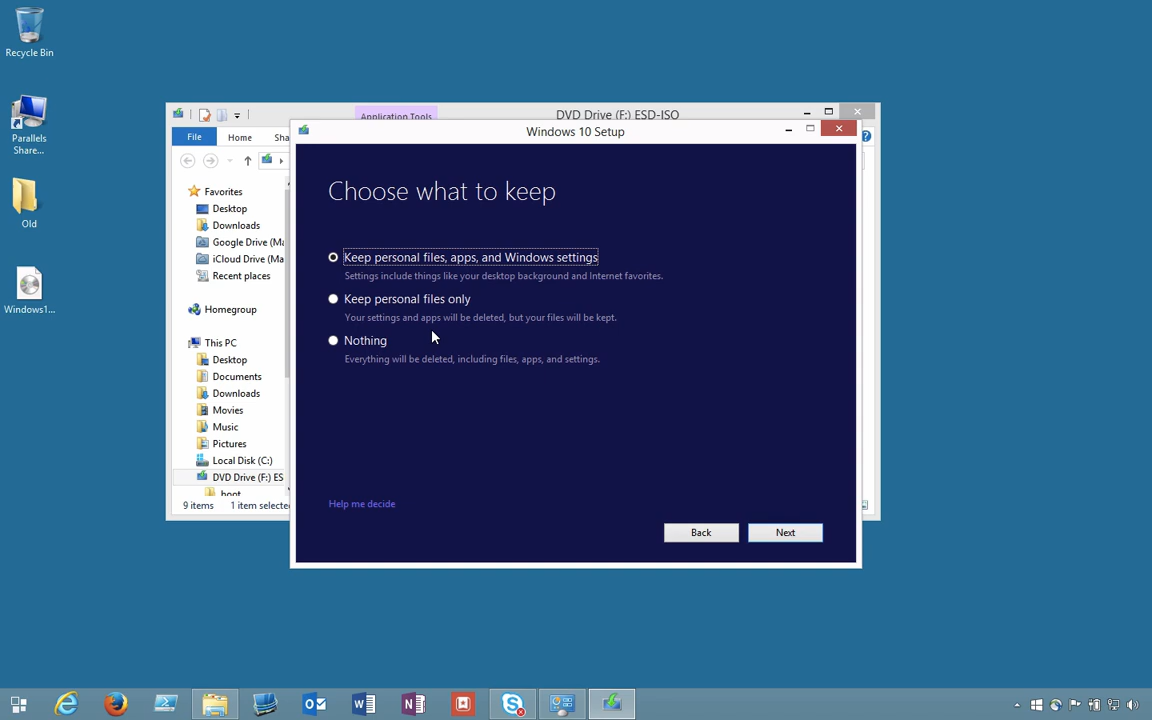 Recycle Bin
Parallels
Share...
Old
Windows1...
Application Tools
DVD Drive (F:) ESD-ISO
File
Home
Sha
Favorites
Desktop
Downloads
Google Drive (Ma
iCloud Drive (Ma
Recent places
Homegroup
This PC
Desktop
Documents
Downloads
Movies
Music
Pictures
Local Disk (C:)
DVD Drive (F:) ES
boot
9 items
1 item selecte
Windows 10 Setup
Choose what to keep
Keep personal files, apps, and Windows settings
Settings include things like your desktop background and Internet favorites.
Keep personal files only
Your settings and apps will be deleted, but your files will be kept.
Nothing
Everything will be deleted, including files, apps, and settings.
Help me decide
Back
Next